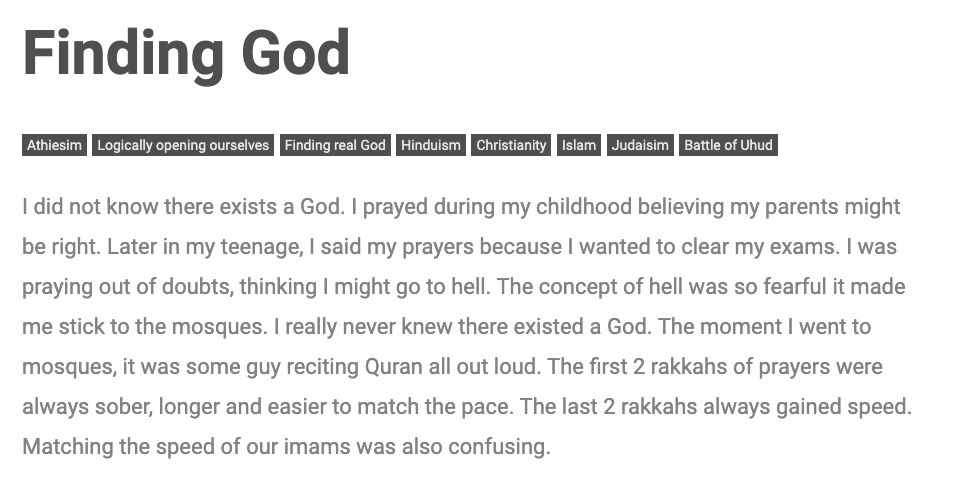 Finding God
Athiesim Logically opening ourselves Finding real God Hinduism Christianity Islam Judaisim Battle of Uhud
I did not know there exists a God. I prayed during my childhood believing my parents might
be right. Later in my teenage, I said my prayers because I wanted to clear my exams. I was
praying out of doubts, thinking I might go to hell. The concept of hell was so fearful it made
me stick to the mosques. I really never knew there existed a God. The moment I went to
mosques, it was some guy reciting Quran all out loud. The first 2 rakkahs of prayers were
always sober, longer and easier to match the pace. The last 2 rakkahs always gained speed.
Matching the speed of our imams was also confusing.